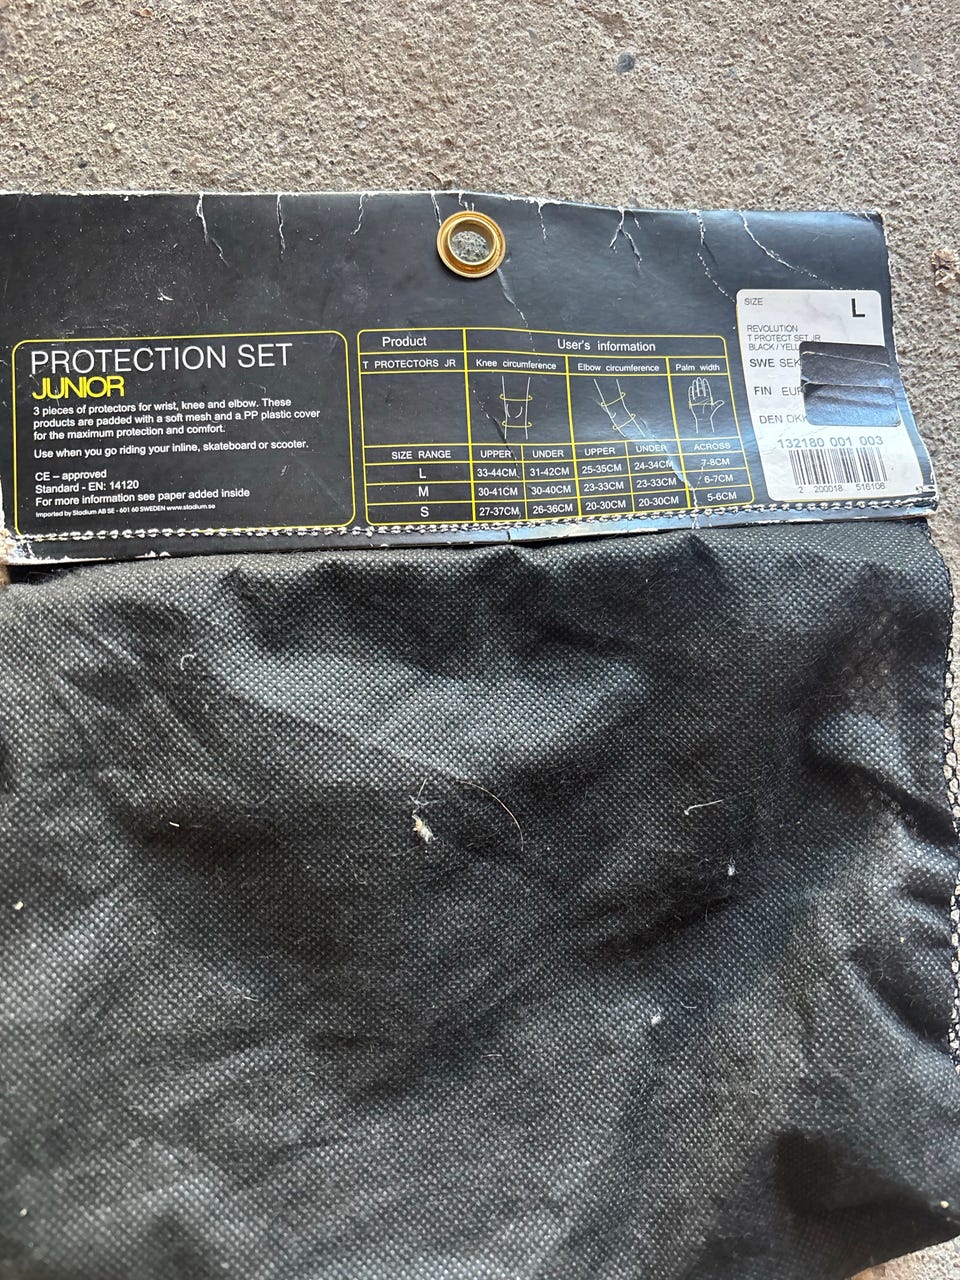 PROTECTION SET
JUNIOR
3 pieces of protectors for wrist, knee and elbow. These
products are padded with a soft mesh and a PP plastic cover
for the maximum protection and comfort.
Use when you go riding your inline, skateboard or scooter.
CE – approved
Standard - EN: 14120
For more information see paper added inside
Imported by Stadium AB SE - 601 60 SWEDEN www.stadium.se
Product User's information
T PROTECTORS JR Knee circumference Elbow circumference Palm width
SIZE RANGE UPPER UNDER UPPER UNDER ACROSS
L 33-44CM 31-42CM 25-35CM 24-34CM 7-8CM
M 30-41CM 30-40CM 23-33CM 23-33CM 6-7CM
S 27-37CM 26-36CM 20-30CM 20-30CM 5-6CM
SIZE L
REVOLUTION
T PROTECT SET JR
BLACK/YELL
SWE SEK
FIN EUR
DEN DKK
132180 001 003
2 200018 516106